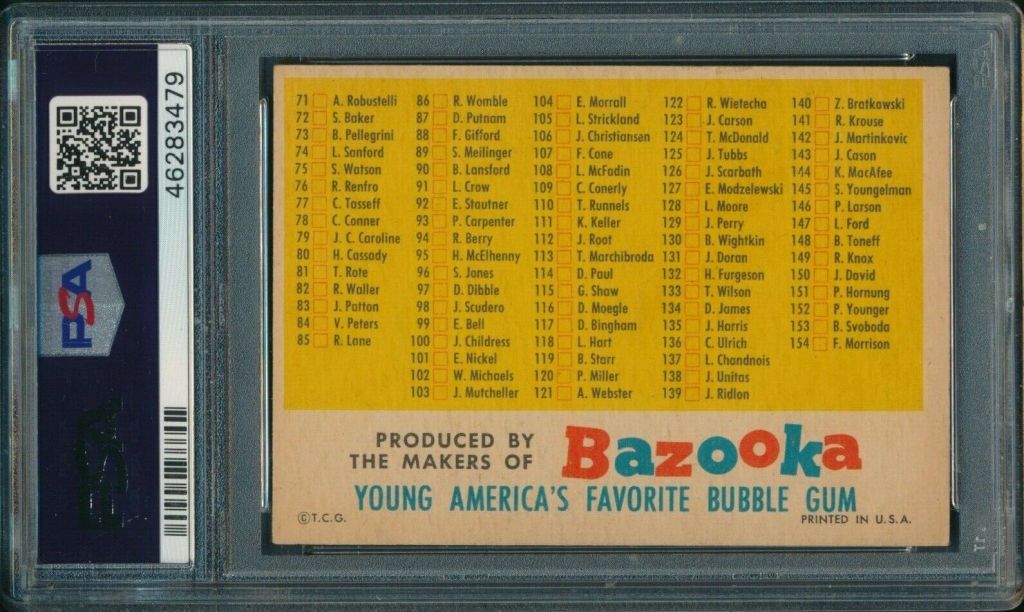 46283479
PSA
PSA
71 A. Robustelli
72 S. Baker
73 B. Pellegrini
74 L. Sanford
75 S. Watson
76 R. Renfro
77 C. Tasseff
78 C. Conner
79 J. C. Caroline
80 H. Cassady
81 T. Rote
82 R. Waller
83 J. Patton
84 V. Peters
85 R. Lane
86 R. Womble
87 D. Putnam
88 F. Gifford
89 S. Meilinger
90 B. Lansford
91 L. Crow
92 E. Stautner
93 P. Carpenter
94 R. Berry
95 H. McElhenny
96 S. Jones
97 D. Dibble
98 J. Scudero
99 E. Bell
100 J. Childress
101 E. Nickel
102 W. Michaels
103 J. Mutcheller
104 E. Morrall
105 L. Strickland
106 J. Christiansen
107 F. Cone
108 L. McFadin
109 C. Conerly
110 T. Runnels
111 K. Keller
112 J. Root
113 T. Marchibroda
114 D. Paul
115 G. Shaw
116 D. Moegle
117 D. Bingham
118 L. Hart
119 B. Starr
120 P. Miller
121 A. Webster
122 R. Wietecha
123 J. Carson
124 T. McDonald
125 J. Tubbs
126 J. Scarbath
127 E. Modzelewski
128 L. Moore
129 J. Perry
130 B. Wightkin
131 J. Doran
132 H. Furgeson
133 T. Wilson
134 D. James
135 J. Harris
136 C. Ulrich
137 L. Chandnois
138 J. Unitas
139 J. Ridlon
140 Z. Bratkowski
141 R. Krouse
142 J. Martinkovic
143 J. Cason
144 K. MacAfee
145 S. Youngelman
146 P. Larson
147 L. Ford
148 B. Toneff
149 R. Knox
150 J. David
151 P. Hornung
152 P. Younger
153 B. Svoboda
154 F. Morrison
PRODUCED BY
THE MAKERS OF
Bazooka
YOUNG AMERICA'S FAVORITE BUBBLE GUM
©T.C.G.
PRINTED IN U.S.A.